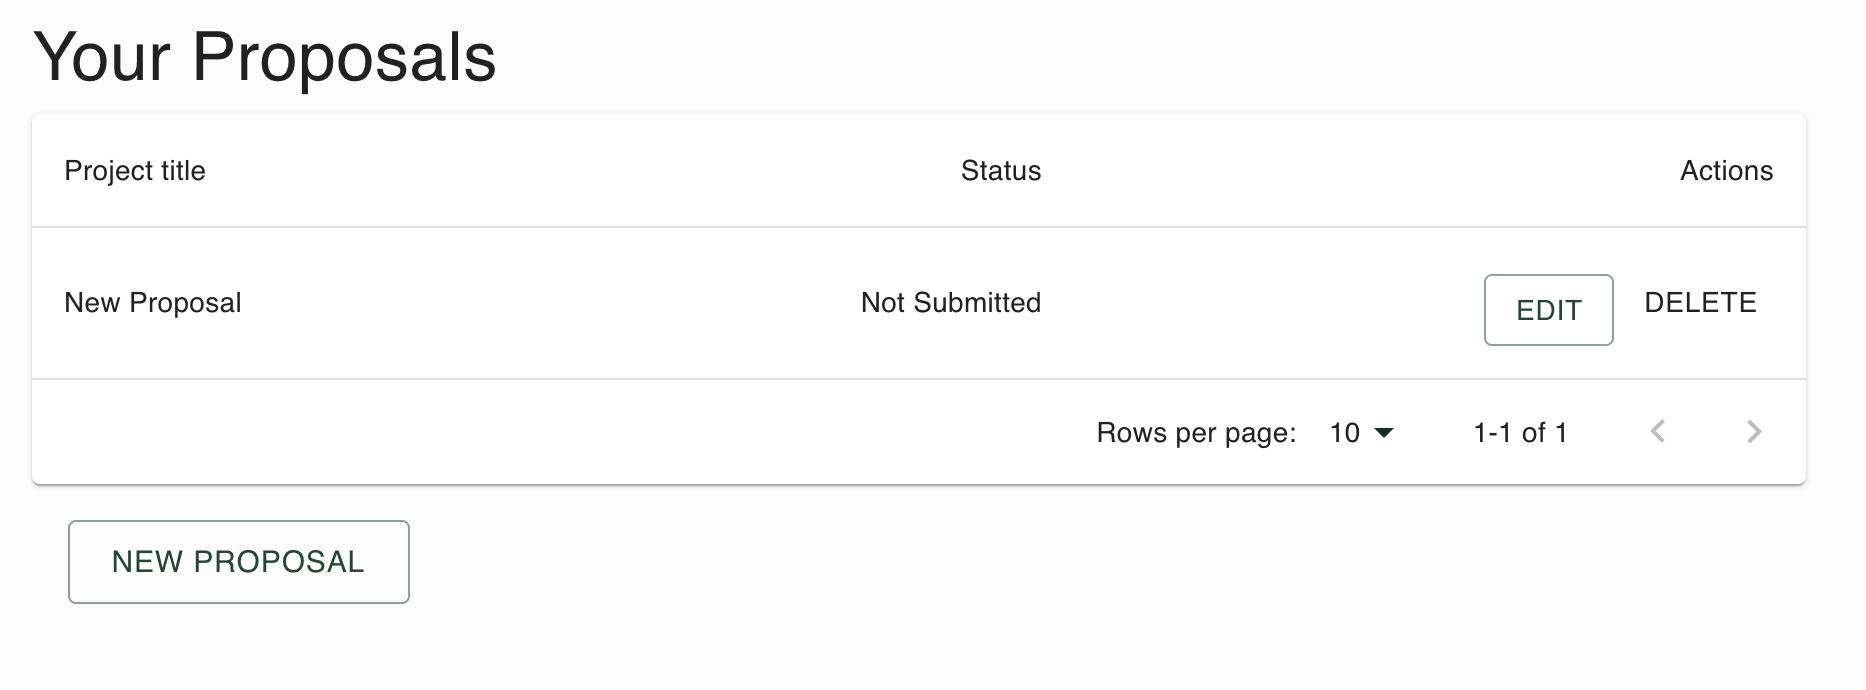 Your Proposals
Project title Status Actions
New Proposal Not Submitted EDIT DELETE
Rows per page: 10 1-1 of 1
NEW PROPOSAL